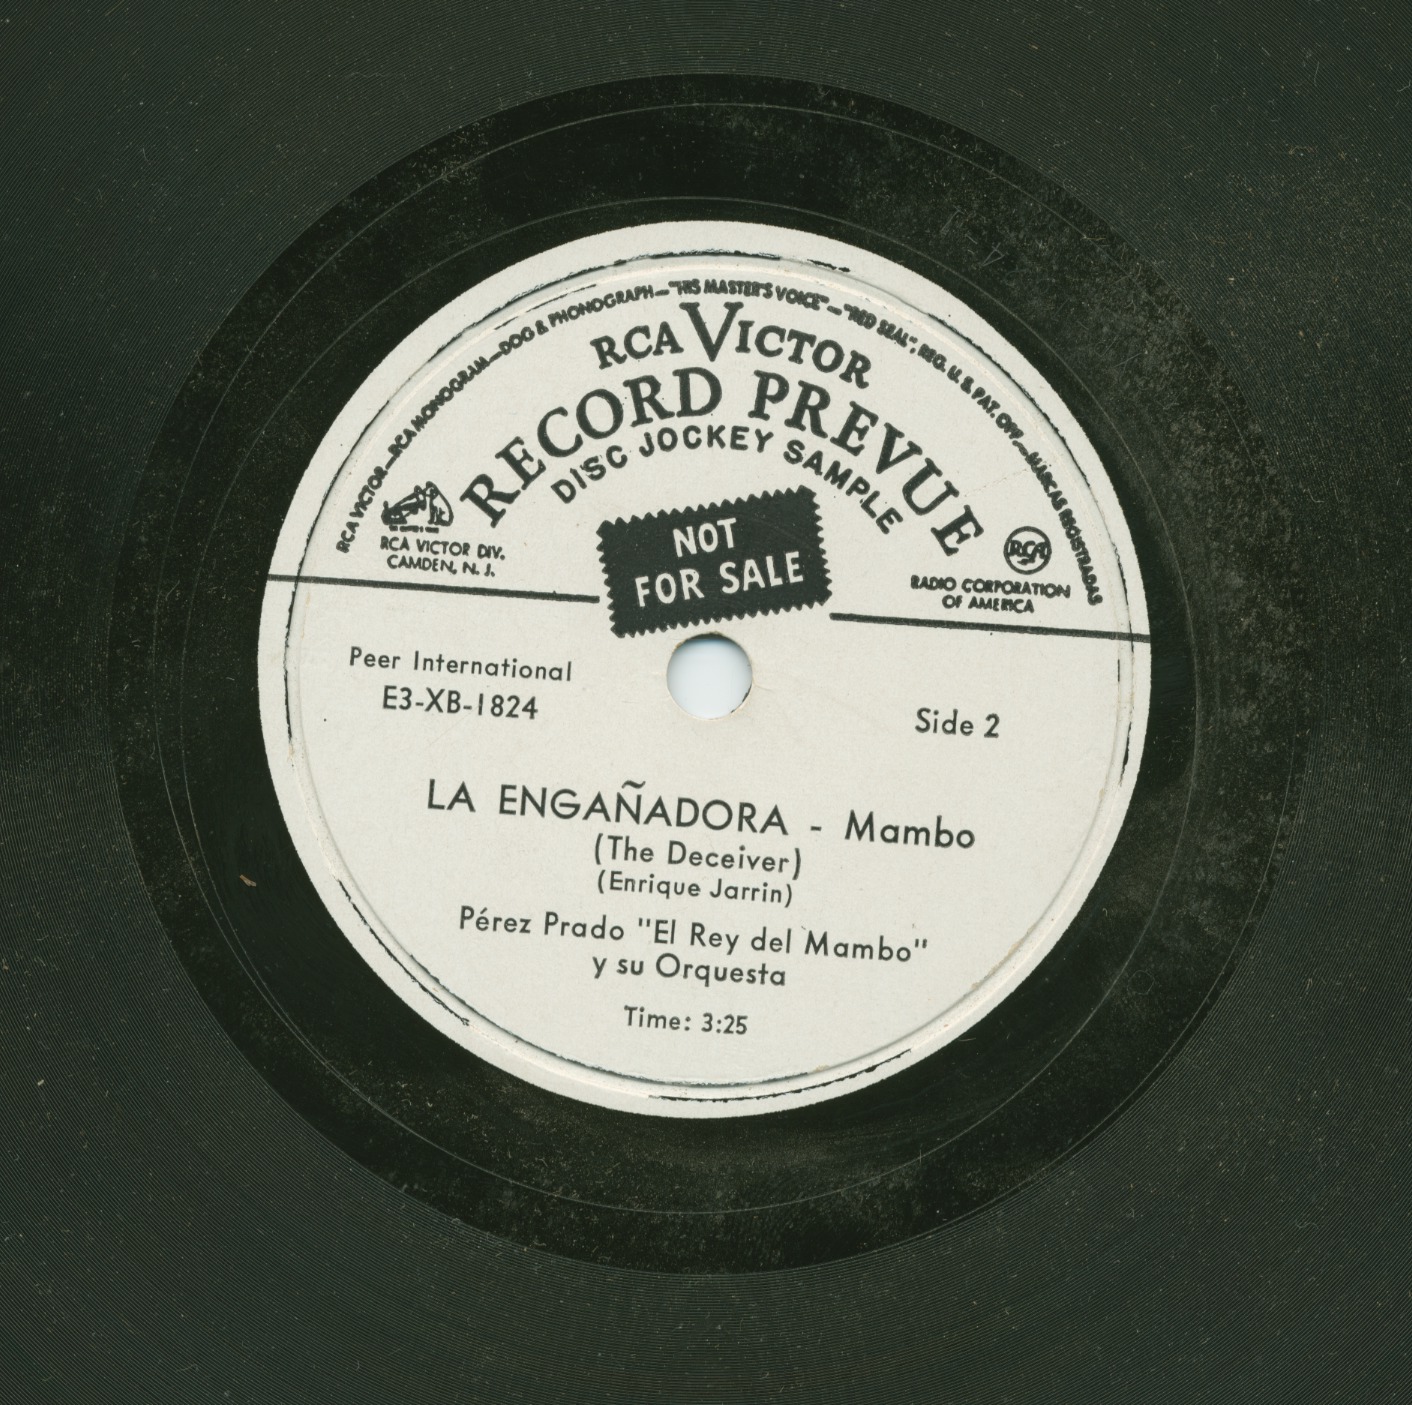 RCA VICTOR—RCA MONOGRAM—DOG & PHONOGRAPH—"HIS MASTER'S VOICE"—"RED SEAL", REG. U. S. PAT. OFF.—MARCAS REGISTRADAS
RCA VICTOR
RECORD PREVUE
DISC JOCKEY SAMPLE
NOT
FOR SALE
RCA VICTOR DIV.
CAMDEN, N. J.
RCA
RADIO CORPORATION
OF AMERICA
Peer International
E3-XB-1824
Side 2
LA ENGAÑADORA - Mambo
(The Deceiver)
(Enrique Jarrin)
Pérez Prado "El Rey del Mambo"
y su Orquesta
Time: 3:25